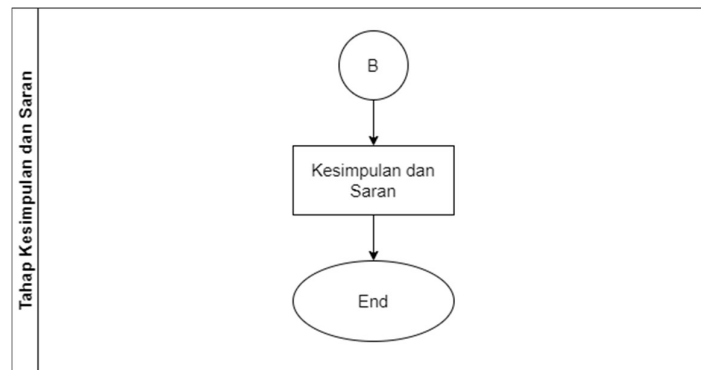 Tahap Kesimpulan dan Saran
B
Kesimpulan dan
Saran
End